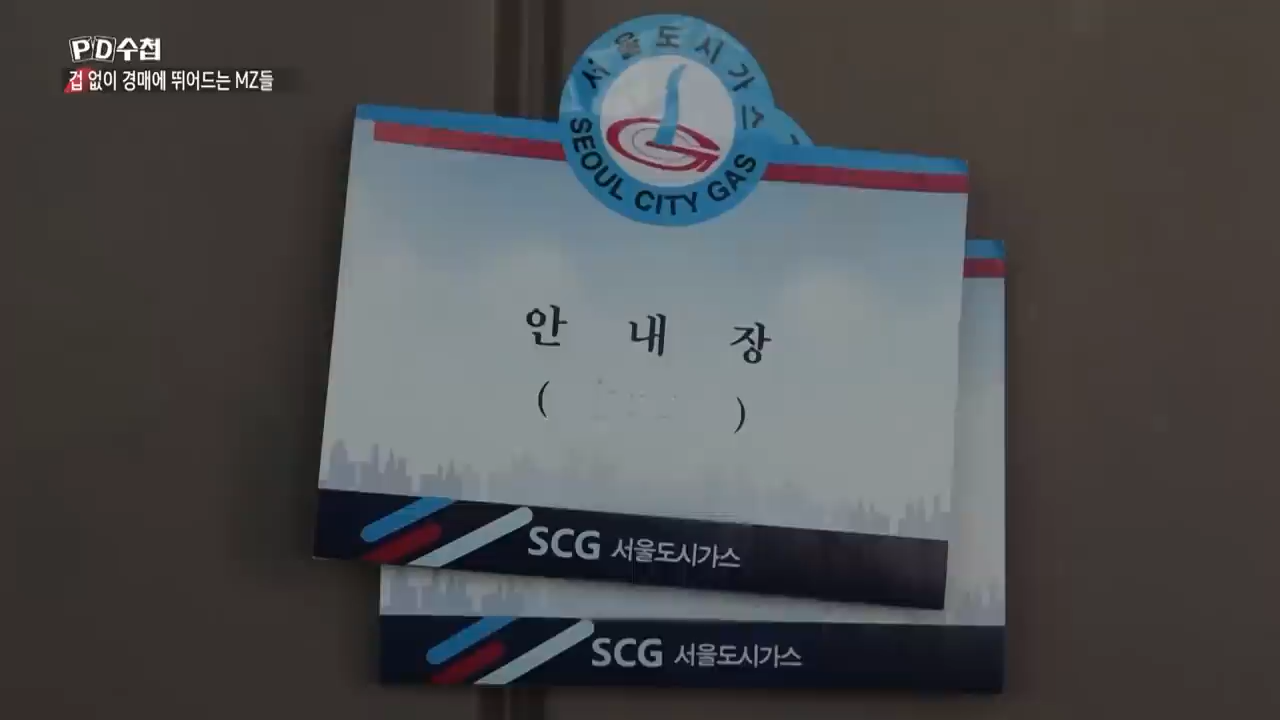 PD수첩
겁 없이 경매에 뛰어드는 MZ들
서울도시가스
SEOUL CITY GAS
안 내 장
( )
SCG 서울도시가스
SCG 서울도시가스